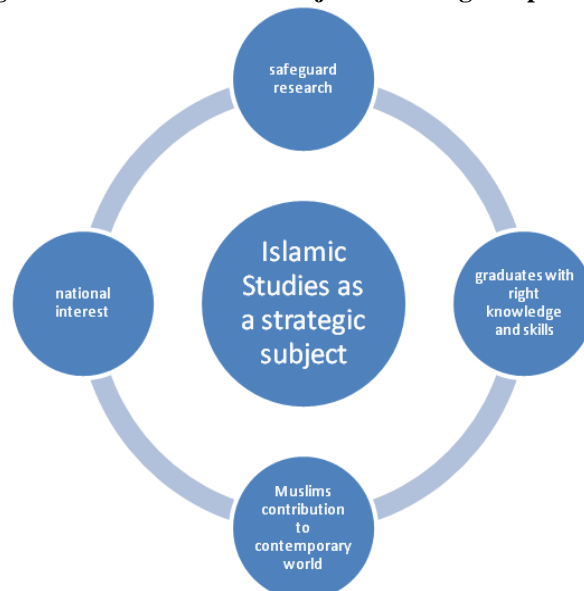 safeguard
research
Islamic
Studies as
a strategic
subject
national
interest
graduates with
right
knowledge
and skills
Muslims
contribution
to
contemporary
world